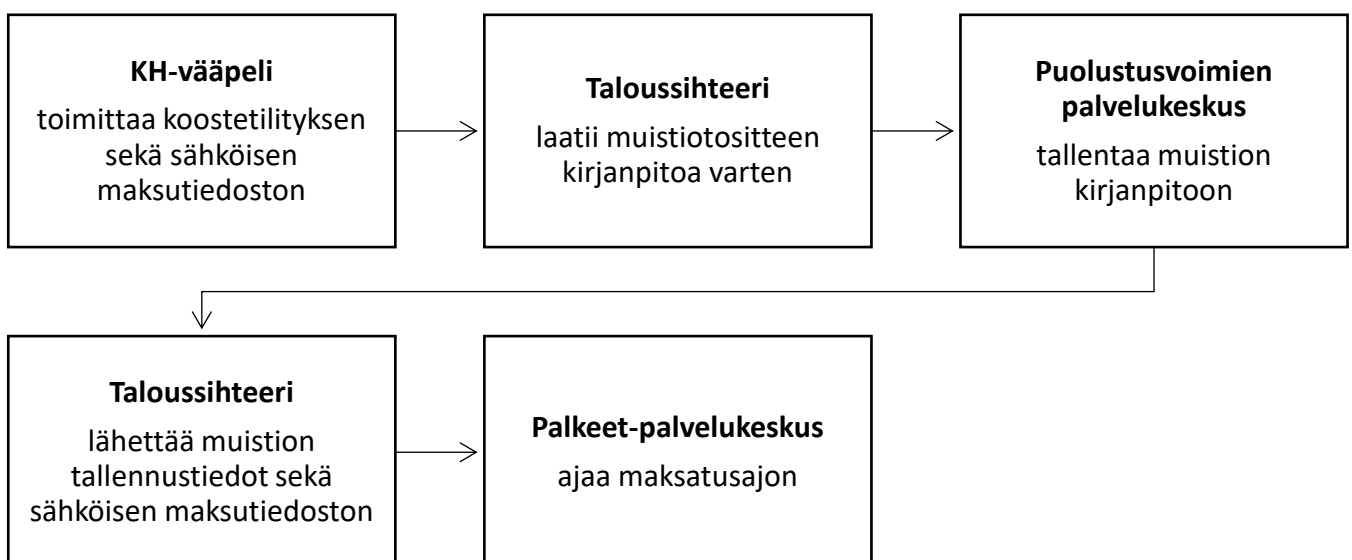 KH-vääpeli
toimittaa koostetilityksen
sekä sähköisen
maksutiedoston
Taloussihteeri
laatii muistiotositteen
kirjanpitoa varten
Puolustusvoimien
palvelukeskus
tallentaa muistion
kirjanpitoon
Taloussihteeri
lähettää muistion
tallennustiedot sekä
sähköisen maksutiedoston
Palkeet-palvelukeskus
ajaa maksatusajon